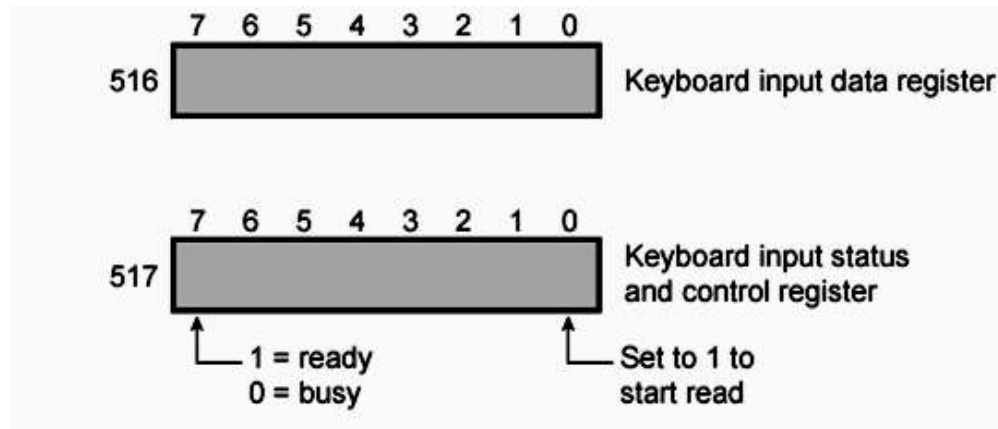 7 6 5 4 3 2 1 0
516
Keyboard input data register
7 6 5 4 3 2 1 0
517
Keyboard input status
and control register
1 = ready
0 = busy
Set to 1 to
start read